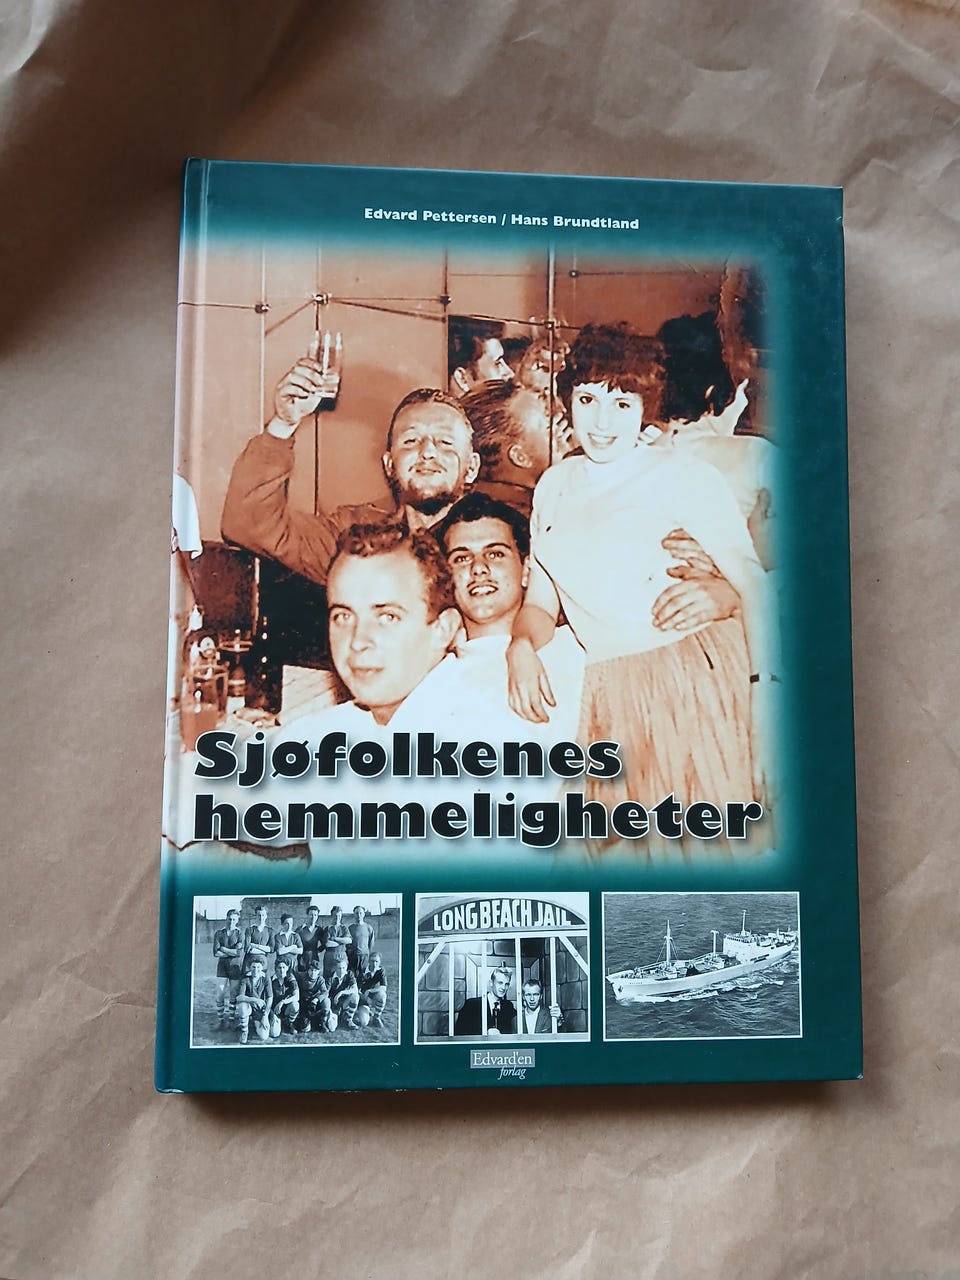 Edvard Pettersen / Hans Brundtland
Sjøfolkenes
hemmeligheter
LONG BEACH JAIL
Edvard'en
forlag